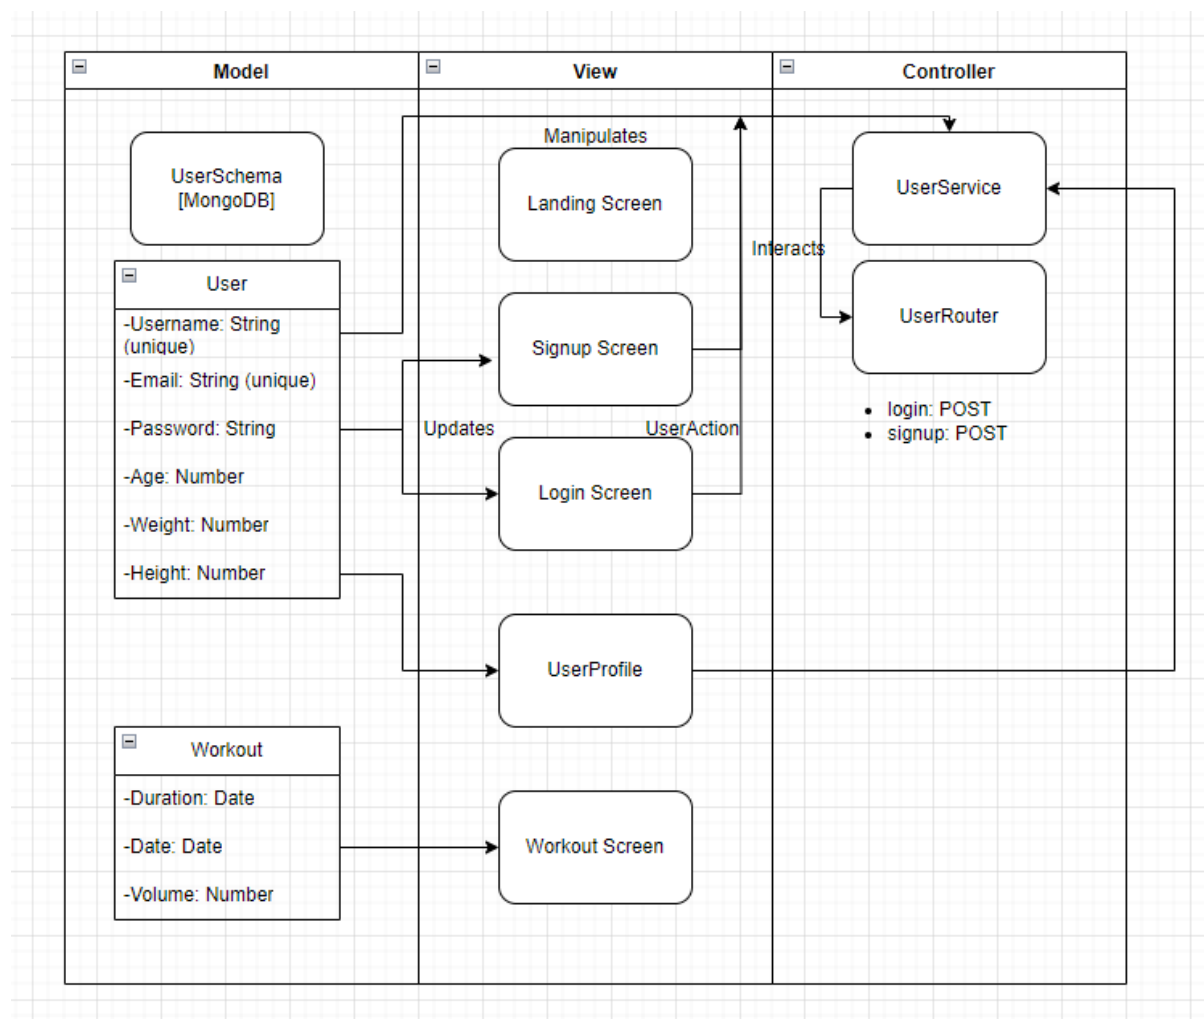 Model
View
Controller
UserSchema
[MongoDB]
User
-Username: String
(unique)
-Email: String (unique)
-Password: String
-Age: Number
-Weight: Number
-Height: Number
Workout
-Duration: Date
-Date: Date
-Volume: Number
Manipulates
Landing Screen
Signup Screen
Updates
UserAction
Login Screen
UserProfile
Workout Screen
UserService
Interacts
UserRouter
• login: POST
• signup: POST